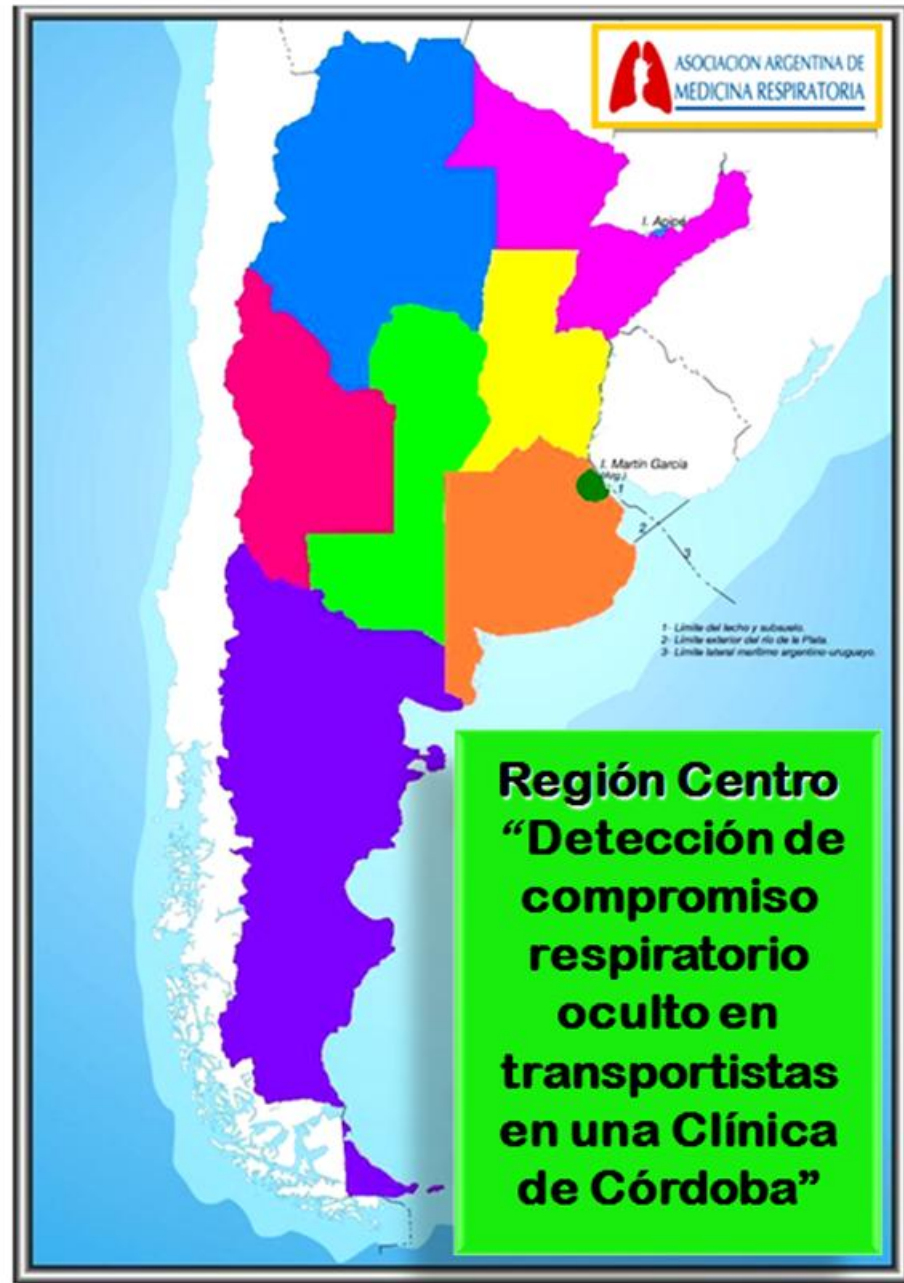 ASOCIACION ARGENTINA DE
MEDICINA RESPIRATORIA
I. Apipé
I. Martín García
(Arg.)
1
2
3
1- Límite del lecho y subsuelo.
2- Límite exterior del río de la Plata.
3- Límite lateral marítimo argentino-uruguayo.
Región Centro
“Detección de
compromiso
respiratorio
oculto en
transportistas
en una Clínica
de Córdoba”